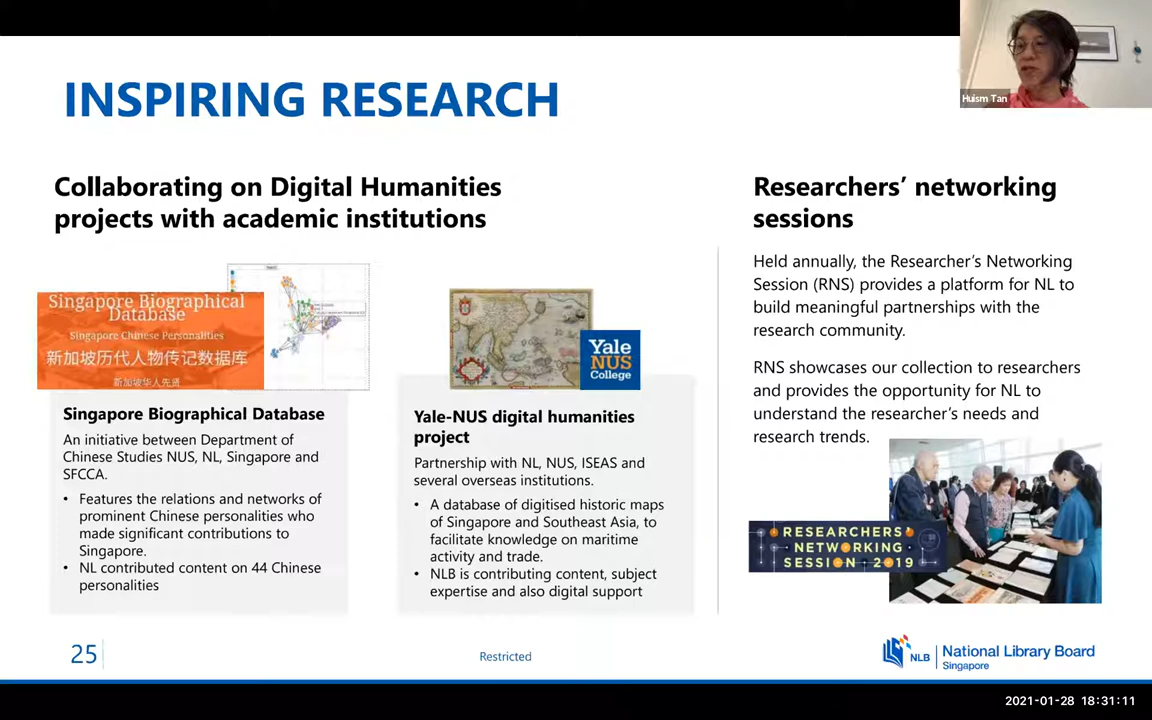 Huism Tan
INSPIRING RESEARCH
Collaborating on Digital Humanities
projects with academic institutions
Singapore Biographical
Database
Singapore Chinese Personalities
新加坡历代人物传记数据库
新加坡华人先贤
Singapore Biographical Database
An initiative between Department of
Chinese Studies NUS, NL, Singapore and
SFCCA.
• Features the relations and networks of
prominent Chinese personalities who
made significant contributions to
Singapore.
• NL contributed content on 44 Chinese
personalities
Yale
NUS
College
Yale-NUS digital humanities
project
Partnership with NL, NUS, ISEAS and
several overseas institutions.
• A database of digitised historic maps
of Singapore and Southeast Asia, to
facilitate knowledge on maritime
activity and trade.
• NLB is contributing content, subject
expertise and also digital support
Researchers’ networking
sessions
Held annually, the Researcher’s Networking
Session (RNS) provides a platform for NL to
build meaningful partnerships with the
research community.
RNS showcases our collection to researchers
and provides the opportunity for NL to
understand the researcher’s needs and
research trends.
RESEARCHERS’
NETWORKING
SESSION 2019
25
Restricted
NLB
National Library Board
Singapore
2021-01-28 18:31:11